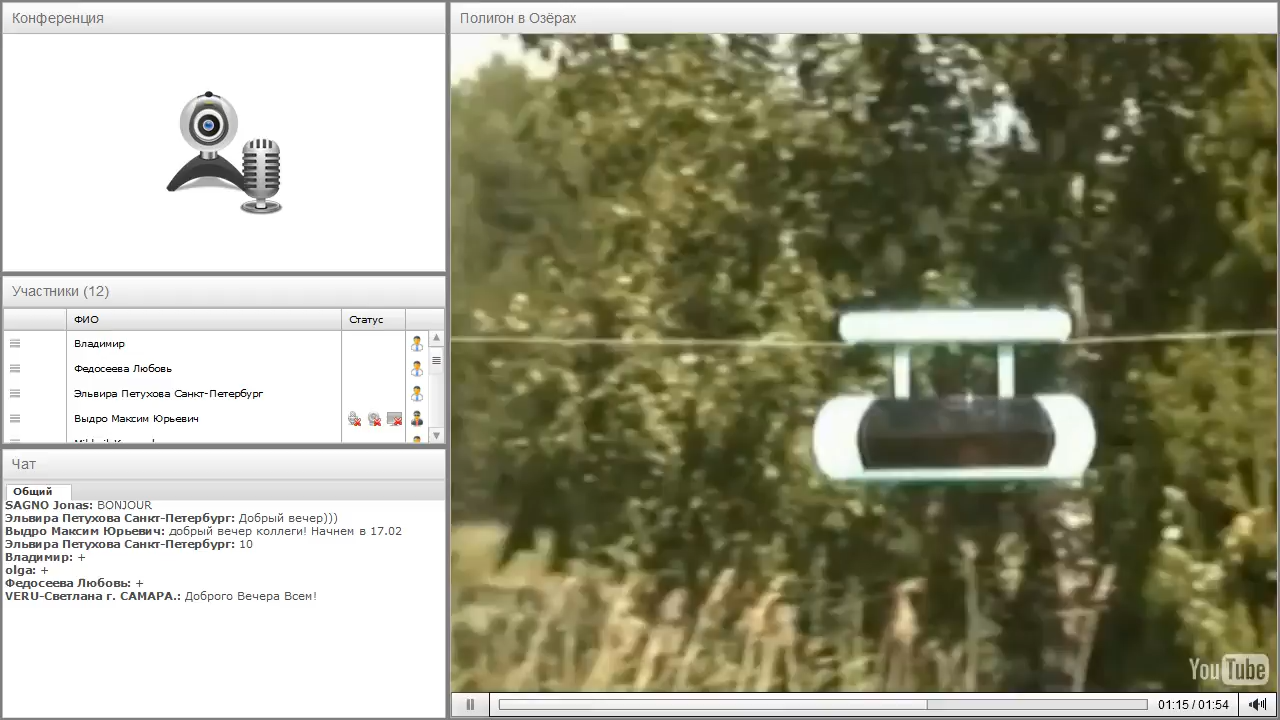 Конференция
Полигон в Озёрах
Участники (12)
ФИО Статус
Владимир
Федосеева Любовь
Эльвира Петухова Санкт-Петербург
Выдро Максим Юрьевич
Чат
Общий
SAGNO Jonas: BONJOUR
Эльвира Петухова Санкт-Петербург: Добрый вечер)))
Выдро Максим Юрьевич: добрый вечер коллеги! Начнем в 17.02
Эльвира Петухова Санкт-Петербург: 10
Владимир: +
olga: +
Федосеева Любовь: +
VERU-Светлана г. САМАРА.: Доброго Вечера Всем!
YouTube
01:15 / 01:54